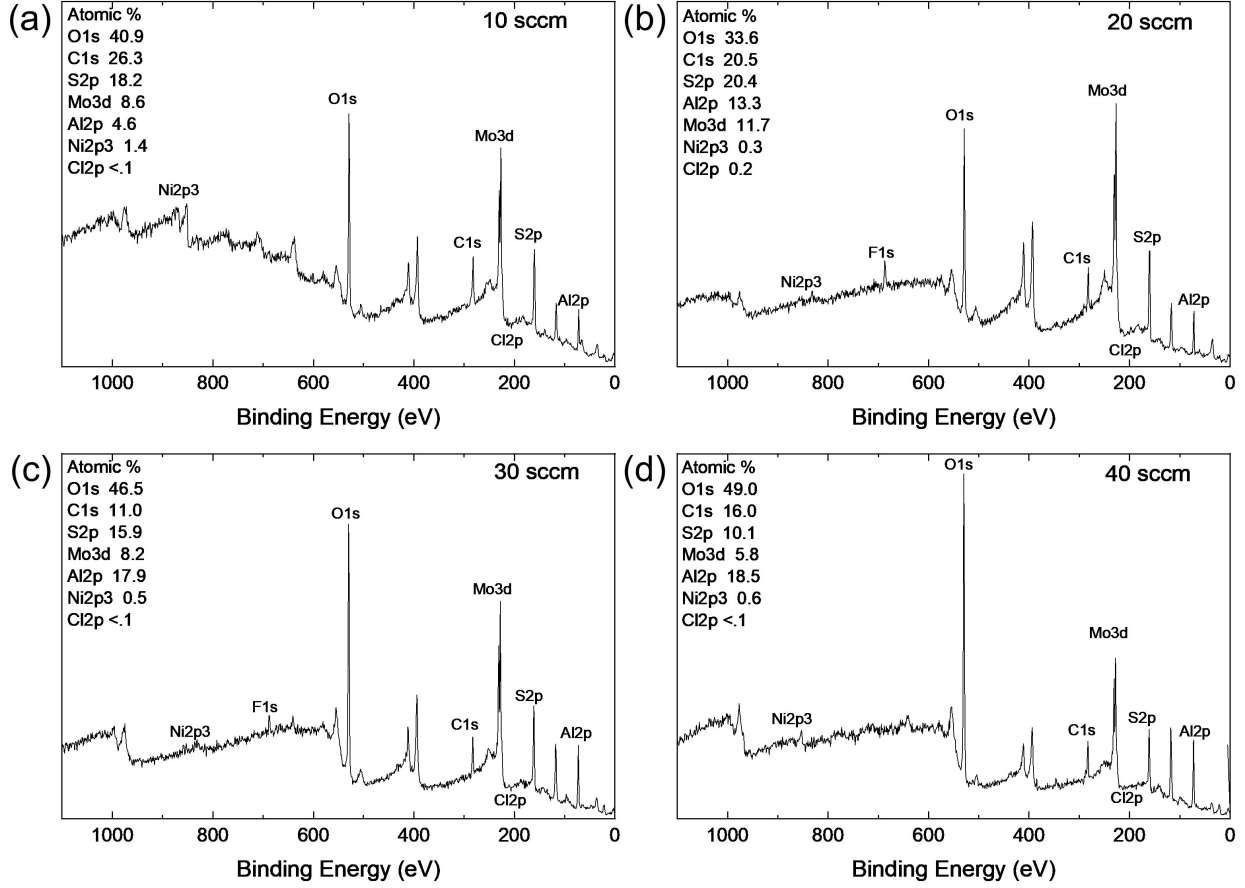 (a)
Atomic %
O1s 40.9
C1s 26.3
S2p 18.2
Mo3d 8.6
Al2p 4.6
Ni2p3 1.4
Cl2p <.1
10 sccm
Ni2p3
O1s
C1s
Mo3d
S2p
Cl2p
Al2p
1000 800 600 400 200 0
Binding Energy (eV)
(b)
Atomic %
O1s 33.6
C1s 20.5
S2p 20.4
Al2p 13.3
Mo3d 11.7
Ni2p3 0.3
Cl2p 0.2
20 sccm
Ni2p3
F1s
O1s
C1s
Mo3d
S2p
Cl2p
Al2p
1000 800 600 400 200 0
Binding Energy (eV)
(c)
Atomic %
O1s 46.5
C1s 11.0
S2p 15.9
Mo3d 8.2
Al2p 17.9
Ni2p3 0.5
Cl2p <.1
30 sccm
Ni2p3
F1s
O1s
C1s
Mo3d
S2p
Cl2p
Al2p
1000 800 600 400 200 0
Binding Energy (eV)
(d)
Atomic %
O1s 49.0
C1s 16.0
S2p 10.1
Mo3d 5.8
Al2p 18.5
Ni2p3 0.6
Cl2p <.1
40 sccm
Ni2p3
O1s
C1s
Mo3d
S2p
Cl2p
Al2p
1000 800 600 400 200 0
Binding Energy (eV)